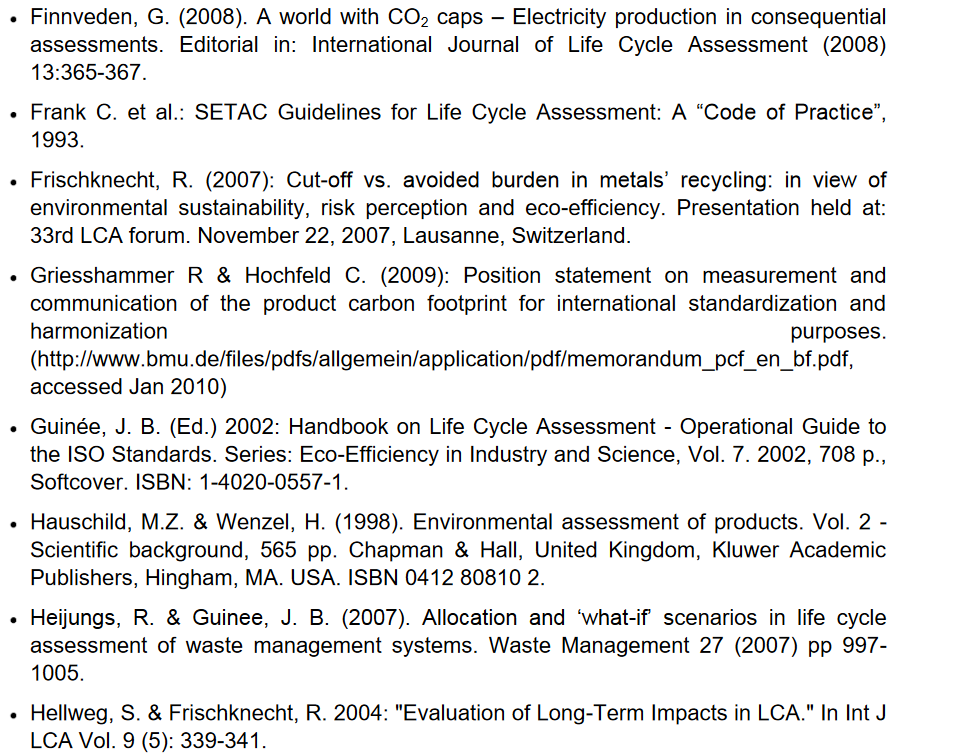 • Finnveden, G. (2008). A world with CO₂ caps – Electricity production in consequential
assessments. Editorial in: International Journal of Life Cycle Assessment (2008)
13:365-367.
• Frank C. et al.: SETAC Guidelines for Life Cycle Assessment: A “Code of Practice”,
1993.
• Frischknecht, R. (2007): Cut-off vs. avoided burden in metals’ recycling: in view of
environmental sustainability, risk perception and eco-efficiency. Presentation held at:
33rd LCA forum. November 22, 2007, Lausanne, Switzerland.
• Griesshammer R & Hochfeld C. (2009): Position statement on measurement and
communication of the product carbon footprint for international standardization and
harmonization purposes.
(http://www.bmu.de/files/pdfs/allgemein/application/pdf/memorandum_pcf_en_bf.pdf,
accessed Jan 2010)
• Guinée, J. B. (Ed.) 2002: Handbook on Life Cycle Assessment - Operational Guide to
the ISO Standards. Series: Eco-Efficiency in Industry and Science, Vol. 7. 2002, 708 p.,
Softcover. ISBN: 1-4020-0557-1.
• Hauschild, M.Z. & Wenzel, H. (1998). Environmental assessment of products. Vol. 2 -
Scientific background, 565 pp. Chapman & Hall, United Kingdom, Kluwer Academic
Publishers, Hingham, MA. USA. ISBN 0412 80810 2.
• Heijungs, R. & Guinee, J. B. (2007). Allocation and ‘what-if’ scenarios in life cycle
assessment of waste management systems. Waste Management 27 (2007) pp 997-
1005.
• Hellweg, S. & Frischknecht, R. 2004: "Evaluation of Long-Term Impacts in LCA." In Int J
LCA Vol. 9 (5): 339-341.